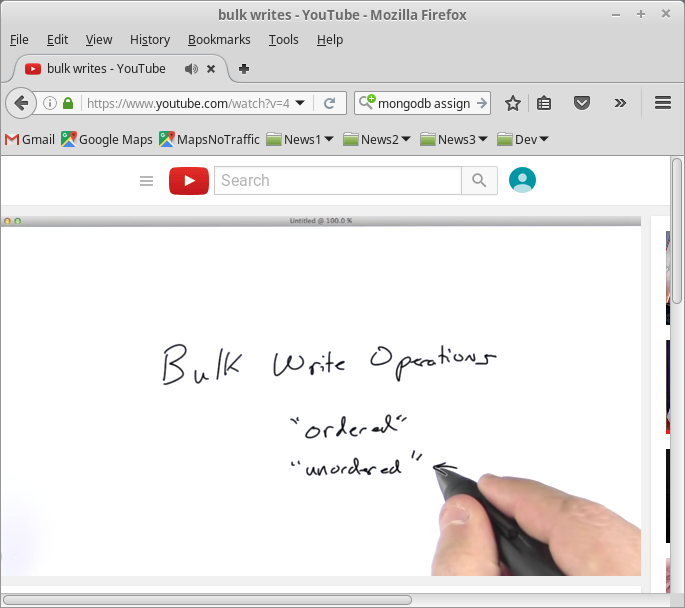 bulk writes - YouTube - Mozilla Firefox
File Edit View History Bookmarks Tools Help
bulk writes - YouTube
https://www.youtube.com/watch?v=4 mongodb assign
Gmail Google Maps MapsNoTraffic News1 News2 News3 Dev
Search
Untitled @ 100.0 %
Bulk Write Operations
"ordered"
"unordered"